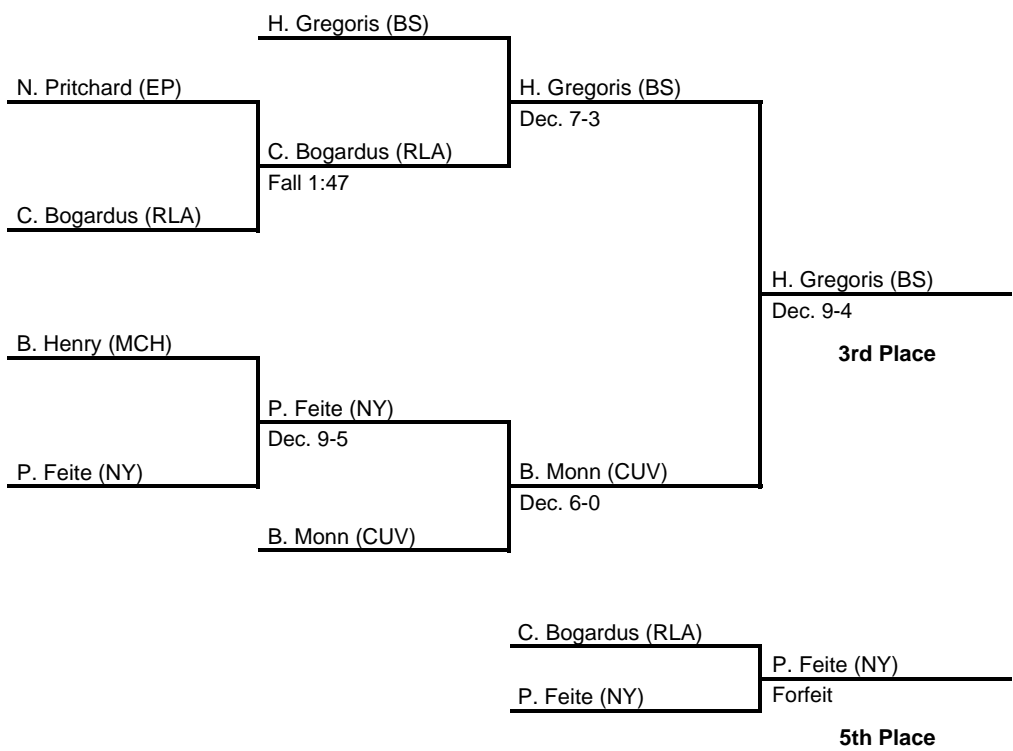 H. Gregoris (BS)
N. Pritchard (EP)
H. Gregoris (BS)
Dec. 7-3
C. Bogardus (RLA)
Fall 1:47
C. Bogardus (RLA)
H. Gregoris (BS)
Dec. 9-4
B. Henry (MCH)
3rd Place
P. Feite (NY)
Dec. 9-5
P. Feite (NY)
B. Monn (CUV)
Dec. 6-0
B. Monn (CUV)
C. Bogardus (RLA)
P. Feite (NY)
P. Feite (NY)
Forfeit
5th Place